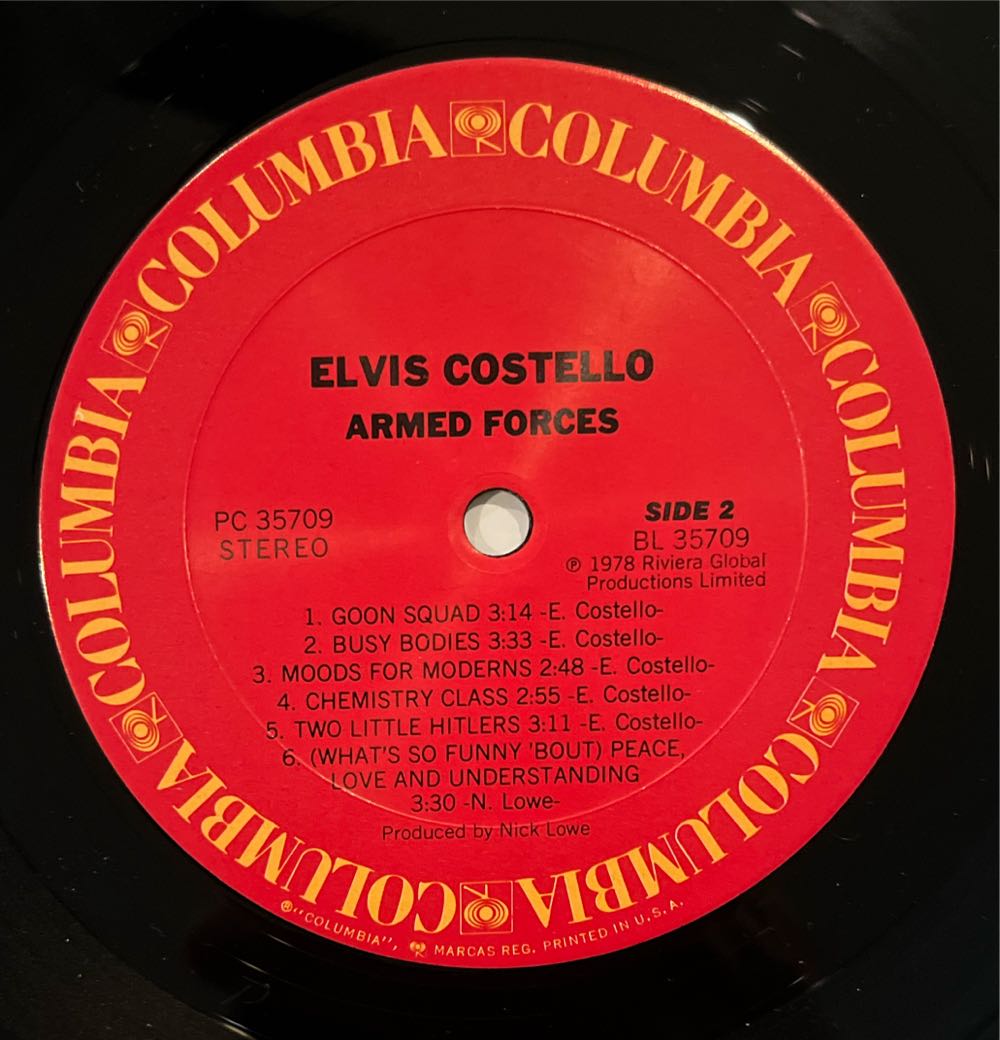 COLUMBIA COLUMBIA COLUMBIA COLUMBIA COLUMBIA COLUMBIA
ELVIS COSTELLO
ARMED FORCES
PC 35709
STEREO
SIDE 2
BL 35709
℗ 1978 Riviera Global
Productions Limited
1. GOON SQUAD 3:14 -E. Costello-
2. BUSY BODIES 3:33 -E. Costello-
3. MOODS FOR MODERNS 2:48 -E. Costello-
4. CHEMISTRY CLASS 2:55 -E. Costello-
5. TWO LITTLE HITLERS 3:11 -E. Costello-
6. (WHAT'S SO FUNNY 'BOUT) PEACE,
LOVE AND UNDERSTANDING
3:30 -N. Lowe-
Produced by Nick Lowe
®"COLUMBIA", MARCAS REG. PRINTED IN U.S.A.